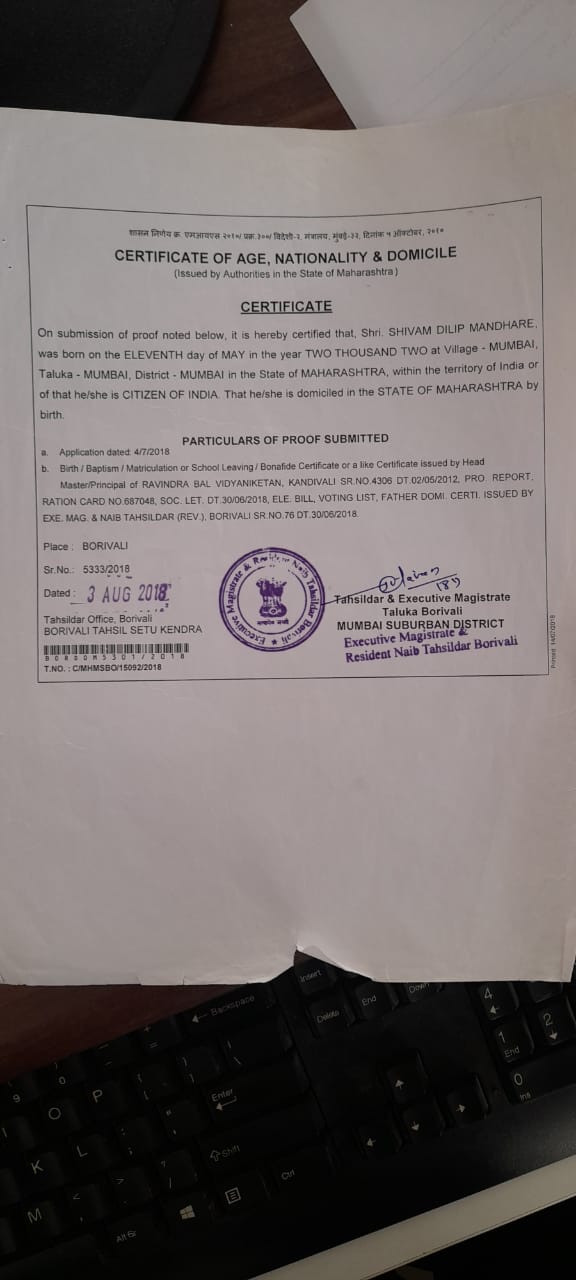 शासन निर्णय क्र. एमआयएस २०१०/ प्रक्र.३००/ विदेशी-२, मंत्रालय, मुंबई-३२, दिनांक ५ ऑक्टोबर, २०१०
CERTIFICATE OF AGE, NATIONALITY & DOMICILE
(Issued by Authorities in the State of Maharashtra)
CERTIFICATE
On submission of proof noted below, it is hereby certified that, Shri. SHIVAM DILIP MANDHARE,
was born on the ELEVENTH day of MAY in the year TWO THOUSAND TWO at Village - MUMBAI,
Taluka - MUMBAI, District - MUMBAI in the State of MAHARASHTRA, within the territory of India or
of that he/she is CITIZEN OF INDIA. That he/she is domiciled in the STATE OF MAHARASHTRA by
birth.
PARTICULARS OF PROOF SUBMITTED
a. Application dated: 4/7/2018
b. Birth / Baptism / Matriculation or School Leaving / Bonafide Certificate or a like Certificate issued by Head
Master/Principal of RAVINDRA BAL VIDYANIKETAN, KANDIVALI SR.NO.4306 DT.02/05/2012, PRO. REPORT,
RATION CARD NO.687048, SOC. LET. DT.30/06/2018, ELE. BILL, VOTING LIST, FATHER DOMI. CERTI. ISSUED BY
EXE. MAG. & NAIB TAHSILDAR (REV.), BORIVALI SR.NO.76 DT.30/06/2018.
Place : BORIVALI
Sr.No.: 5333/2018
Dated : 3 AUG 2018
Tahsildar Office, Borivali
BORIVALI TAHSIL SETU KENDRA
T.NO. : C/MHMSBO/15092/2018
Executive Magistrate & Resident Naib Tahsildar Borivali
सत्यमेव जयते
Tahsildar & Executive Magistrate
Taluka Borivali
MUMBAI SUBURBAN DISTRICT
Executive Magistrate &
Resident Naib Tahsildar Borivali
Insert
Backspace
Delete
End
Down
4
1
End
2
0
Ins
9
0
O
P
Enter
K
L
Shift
Ctrl
M
Alt Gr